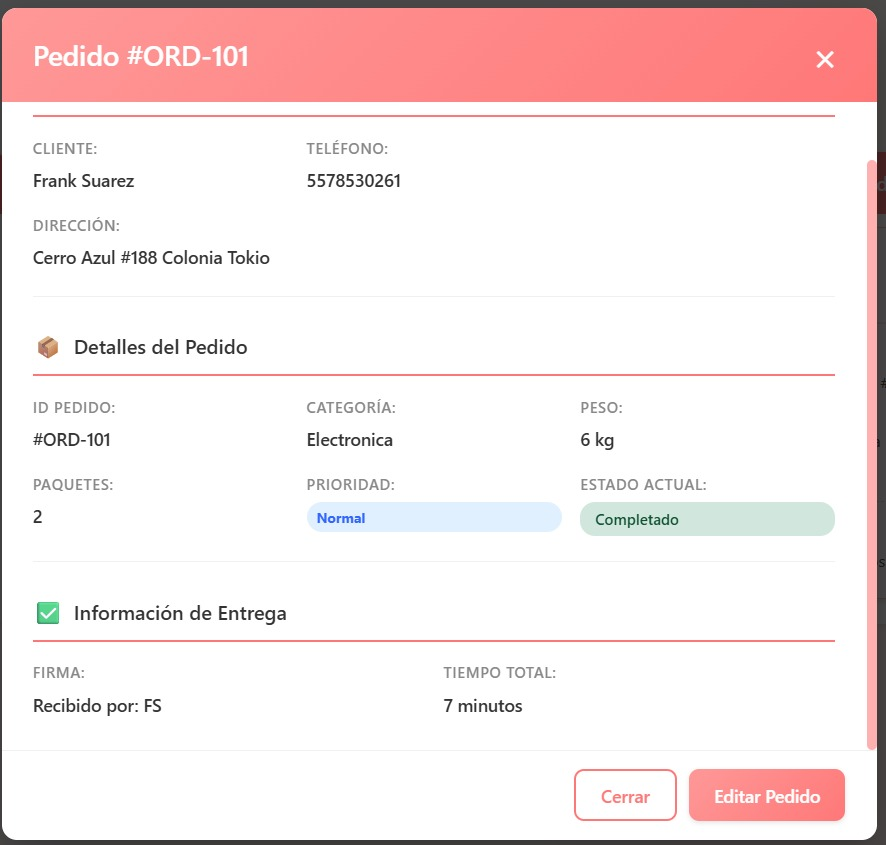 Pedido #ORD-101
CLIENTE: TELÉFONO:
Frank Suarez 5578530261
DIRECCIÓN:
Cerro Azul #188 Colonia Tokio
Detalles del Pedido
ID PEDIDO: CATEGORÍA: PESO:
#ORD-101 Electronica 6 kg
PAQUETES: PRIORIDAD: ESTADO ACTUAL:
2 Normal Completado
Información de Entrega
FIRMA: TIEMPO TOTAL:
Recibido por: FS 7 minutos
Cerrar Editar Pedido